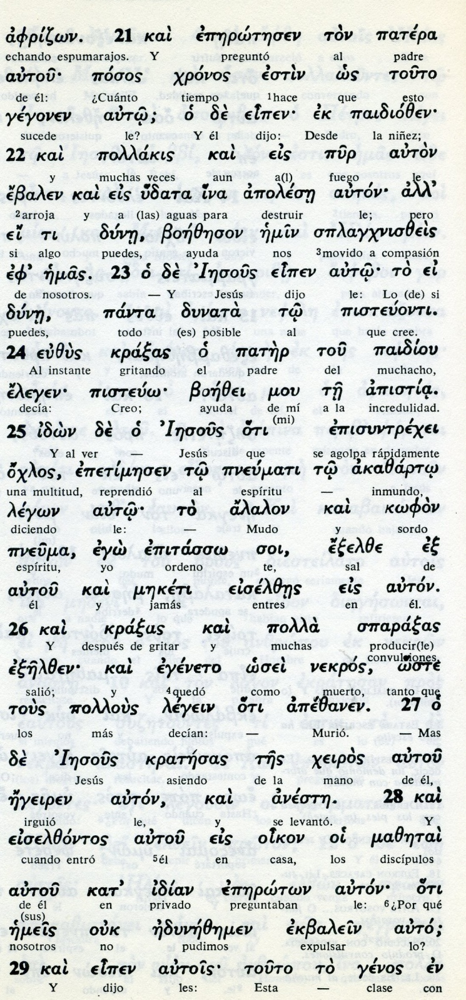 ἀφρίζων. 21 καὶ ἐπηρώτησεν τὸν πατέρα
echando espumarajos. Y preguntó al padre
αὐτοῦ· πόσος χρόνος ἐστὶν ὡς τοῦτο
de él: ¿Cuánto tiempo 1hace que esto
γέγονεν αὐτῷ; ὁ δὲ εἶπεν· ἐκ παιδιόθεν·
sucede le? Y él dijo: Desde la niñez;
22 καὶ πολλάκις καὶ εἰς πῦρ αὐτὸν
y muchas veces aun a(l) fuego le
ἔβαλεν καὶ εἰς ὕδατα ἵνα ἀπολέσῃ αὐτόν· ἀλλ'
2arroja y a (las) aguas para destruir le; pero
εἴ τι δύνῃ, βοήθησον ἡμῖν σπλαγχνισθεὶς
si algo puedes, ayuda nos 3movido a compasión
ἐφ' ἡμᾶς. 23 ὁ δὲ Ἰησοῦς εἶπεν αὐτῷ· τὸ εἰ
de nosotros. — Y Jesús dijo le: Lo (de) si
δύνῃ, πάντα δυνατὰ τῷ πιστεύοντι.
puedes, todo (es) posible al que cree.
24 εὐθὺς κράξας ὁ πατὴρ τοῦ παιδίου
Al instante gritando el padre del muchacho,
ἔλεγεν· πιστεύω· βοήθει μου τῇ ἀπιστίᾳ.
decía: Creo; ayuda de mí a la incredulidad.
(mi)
25 ἰδὼν δὲ ὁ Ἰησοῦς ὅτι ἐπισυντρέχει
Y al ver — Jesús que se agolpa rápidamente
ὄχλος, ἐπετίμησεν τῷ πνεύματι τῷ ἀκαθάρτῳ
una multitud, reprendió al espíritu — inmundo,
λέγων αὐτῷ· τὸ ἄλαλον καὶ κωφὸν
diciendo le: — Mudo y sordo
πνεῦμα, ἐγὼ ἐπιτάσσω σοι, ἔξελθε ἐξ
espíritu, yo ordeno te, sal de
αὐτοῦ καὶ μηκέτι εἰσέλθῃς εἰς αὐτόν.
él y jamás entres en él.
26 καὶ κράξας καὶ πολλὰ σπαράξας
Y después de gritar y muchas producir(le)
convulsiones,
ἐξῆλθεν· καὶ ἐγένετο ὡσεὶ νεκρός, ὥστε
salió; y 4quedó como muerto, tanto que
τοὺς πολλοὺς λέγειν ὅτι ἀπέθανεν. 27 ὁ
los más decían: — Murió. — Mas
δὲ Ἰησοῦς κρατήσας τῆς χειρὸς αὐτοῦ
Jesús asiendo de la mano de él,
ἤγειρεν αὐτόν, καὶ ἀνέστη. 28 καὶ
irguió le, y se levantó. Y
εἰσελθόντος αὐτοῦ εἰς οἶκον οἱ μαθηταὶ
cuando entró 5él en casa, los discípulos
αὐτοῦ κατ' ἰδίαν ἐπηρώτων αὐτόν· ὅτι
de él en privado preguntaban le: 6¿Por qué
(sus)
ἡμεῖς οὐκ ἠδυνήθημεν ἐκβαλεῖν αὐτό;
nosotros no pudimos expulsar lo?
29 καὶ εἶπεν αὐτοῖς· τοῦτο τὸ γένος ἐν
Y dijo les: Esta — clase con